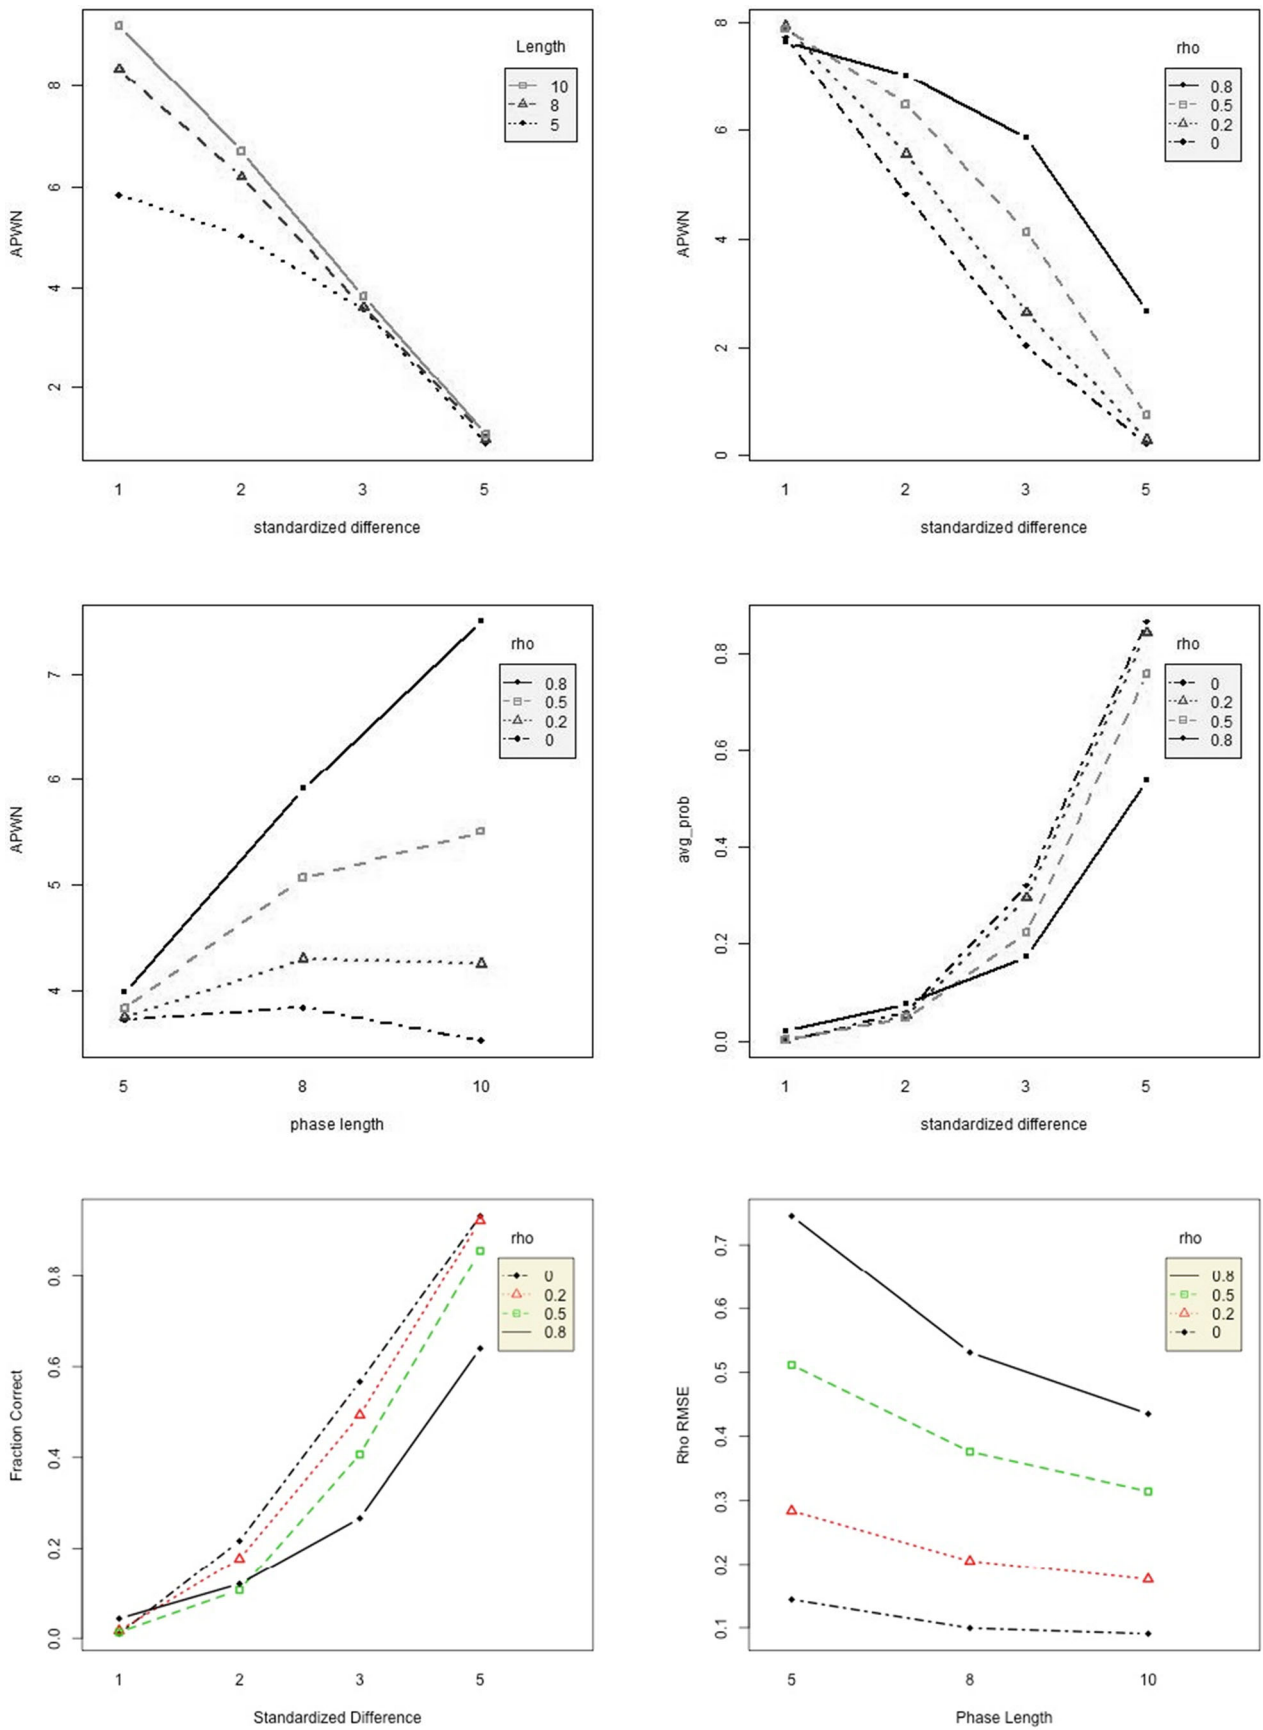 Length
10
8
5
8
6
4
2
APWN
1 2 3 5
standardized difference
rho
0.8
0.5
0.2
0
8
6
4
2
0
APWN
1 2 3 5
standardized difference
rho
0.8
0.5
0.2
0
7
6
5
4
APWN
5 8 10
phase length
rho
0
0.2
0.5
0.8
0.8
0.6
0.4
0.2
0.0
avg_prob
1 2 3 5
standardized difference
rho
0
0.2
0.5
0.8
0.8
0.6
0.4
0.2
0.0
Fraction Correct
1 2 3 5
Standardized Difference
rho
0.8
0.5
0.2
0
0.7
0.6
0.5
0.4
0.3
0.2
0.1
Rho RMSE
5 8 10
Phase Length